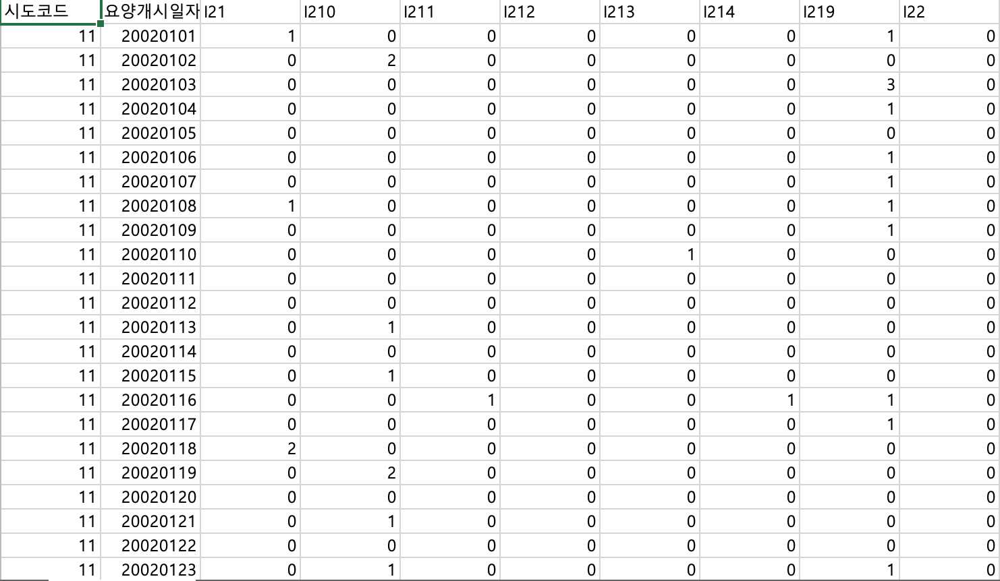 시도코드 요양개시일자 I21 I210 I211 I212 I213 I214 I219 I22
11 20020101 1 0 0 0 0 0 1 0
11 20020102 0 2 0 0 0 0 0 0
11 20020103 0 0 0 0 0 0 3 0
11 20020104 0 0 0 0 0 0 1 0
11 20020105 0 0 0 0 0 0 0 0
11 20020106 0 0 0 0 0 0 1 0
11 20020107 0 0 0 0 0 0 1 0
11 20020108 1 0 0 0 0 0 1 0
11 20020109 0 0 0 0 0 0 1 0
11 20020110 0 0 0 0 1 0 0 0
11 20020111 0 0 0 0 0 0 0 0
11 20020112 0 0 0 0 0 0 0 0
11 20020113 0 1 0 0 0 0 0 0
11 20020114 0 0 0 0 0 0 0 0
11 20020115 0 1 0 0 0 0 0 0
11 20020116 0 0 1 0 0 1 1 0
11 20020117 0 0 0 0 0 0 1 0
11 20020118 2 0 0 0 0 0 0 0
11 20020119 0 2 0 0 0 0 0 0
11 20020120 0 0 0 0 0 0 0 0
11 20020121 0 1 0 0 0 0 0 0
11 20020122 0 0 0 0 0 0 0 0
11 20020123 0 1 0 0 0 0 1 0